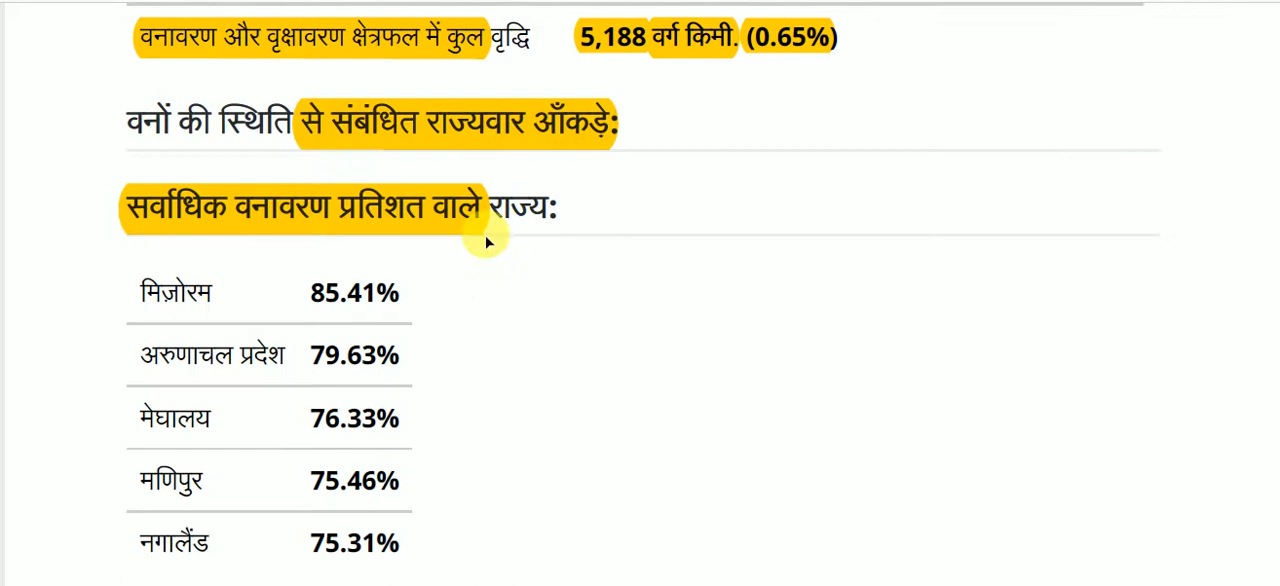 वनावरण और वृक्षावरण क्षेत्रफल में कुल वृद्धि 5,188 वर्ग किमी. (0.65%)
वनों की स्थिति से संबंधित राज्यवार आँकड़े:
सर्वाधिक वनावरण प्रतिशत वाले राज्य:
मिज़ोरम 85.41%
अरुणाचल प्रदेश 79.63%
मेघालय 76.33%
मणिपुर 75.46%
नगालैंड 75.31%